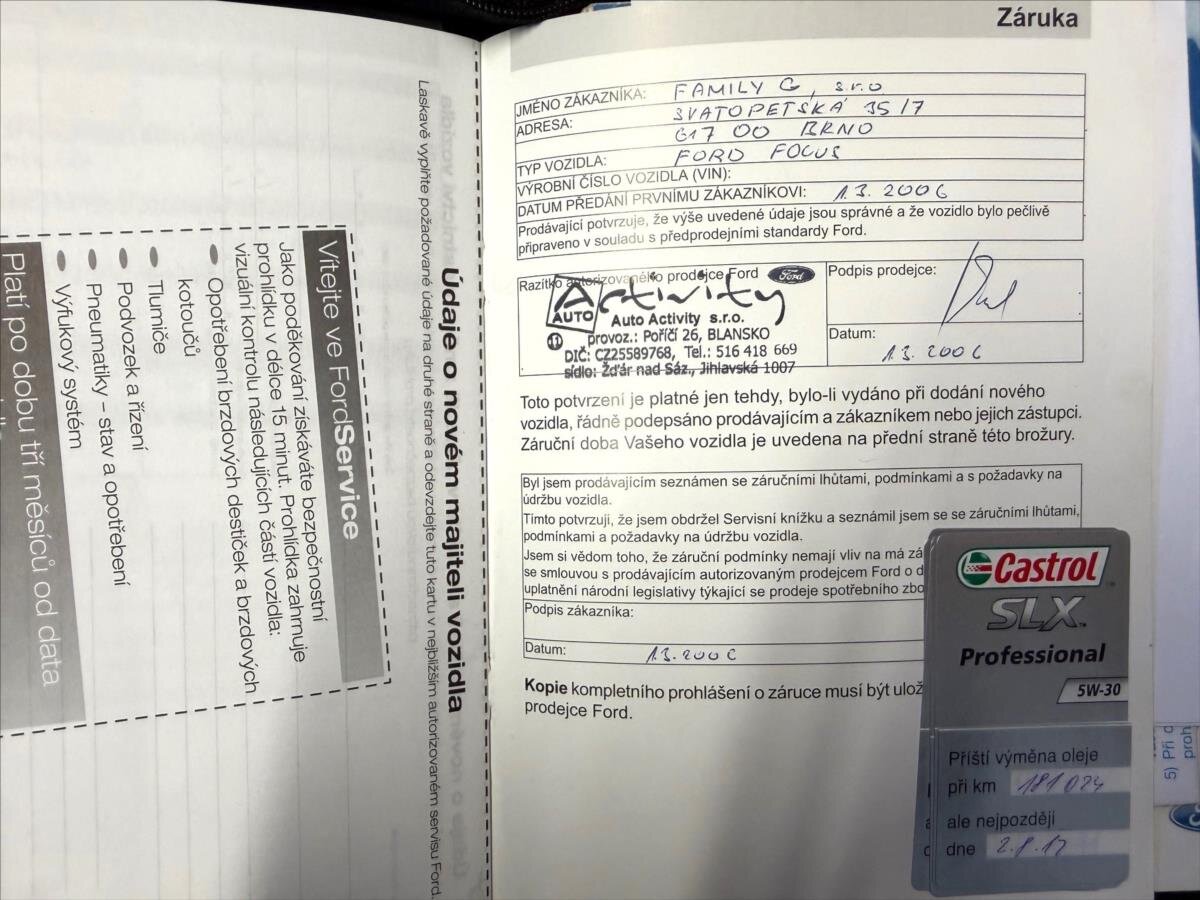 Záruka
JMÉNO ZÁKAZNÍKA: FAMILY G, s.r.o
ADRESA: SVATOPETSKÁ 35/7
617 00 BRNO
TYP VOZIDLA: FORD FOCUS
VÝROBNÍ ČÍSLO VOZIDLA (VIN):
DATUM PŘEDÁNÍ PRVNÍMU ZÁKAZNÍKOVI: 1.3.2006
Prodávající potvrzuje, že výše uvedené údaje jsou správné a že vozidlo bylo pečlivě
připraveno v souladu s předprodejními standardy Ford.
Razítko autorizovaného prodejce Ford
Ford
AUTO Activity
Auto Activity s.r.o.
11 provoz.: Poříčí 26, BLANSKO
DIČ: CZ25589768, Tel.: 516 418 669
sídlo: Žďár nad Sáz., Jihlavská 1007
Podpis prodejce:
Datum:
1.3.2006
Toto potvrzení je platné jen tehdy, bylo-li vydáno při dodání nového
vozidla, řádně podepsáno prodávajícím a zákazníkem nebo jejich zástupci.
Záruční doba Vašeho vozidla je uvedena na přední straně této brožury.
Byl jsem prodávajícím seznámen se záručními lhůtami, podmínkami a s požadavky na
údržbu vozidla.
Tímto potvrzuji, že jsem obdržel Servisní knížku a seznámil jsem se se záručními lhůtami,
podmínkami a požadavky na údržbu vozidla.
Jsem si vědom toho, že záruční podmínky nemají vliv na má zá
se smlouvou s prodávajícím autorizovaným prodejcem Ford o d
uplatnění národní legislativy týkající se prodeje spotřebního zbo
Podpis zákazníka:
Datum: 1.3.2006
Kopie kompletního prohlášení o záruce musí být ulož
prodejce Ford.
Castrol
SLX
Professional
5W-30
Příští výměna oleje
při km 181 024
ale nejpozději
dne 2.8.17
5) Při
proh
Údaje o novém majiteli vozidla
Laskavě vyplňte požadované údaje na druhé straně a odevzdejte tuto kartu v nejbližším autorizovaném servisu Ford.
Vítejte ve FordService
Jako poděkování získáváte bezpečnostní
prohlídku v délce 15 minut. Prohlídka zahrnuje
vizuální kontrolu následujících částí vozidla:
● Opotřebení brzdových destiček a brzdových
kotoučů
● Tlumiče
● Podvozek a řízení
● Pneumatiky – stav a opotřebení
● Výfukový systém
Platí po dobu tří měsíců od data